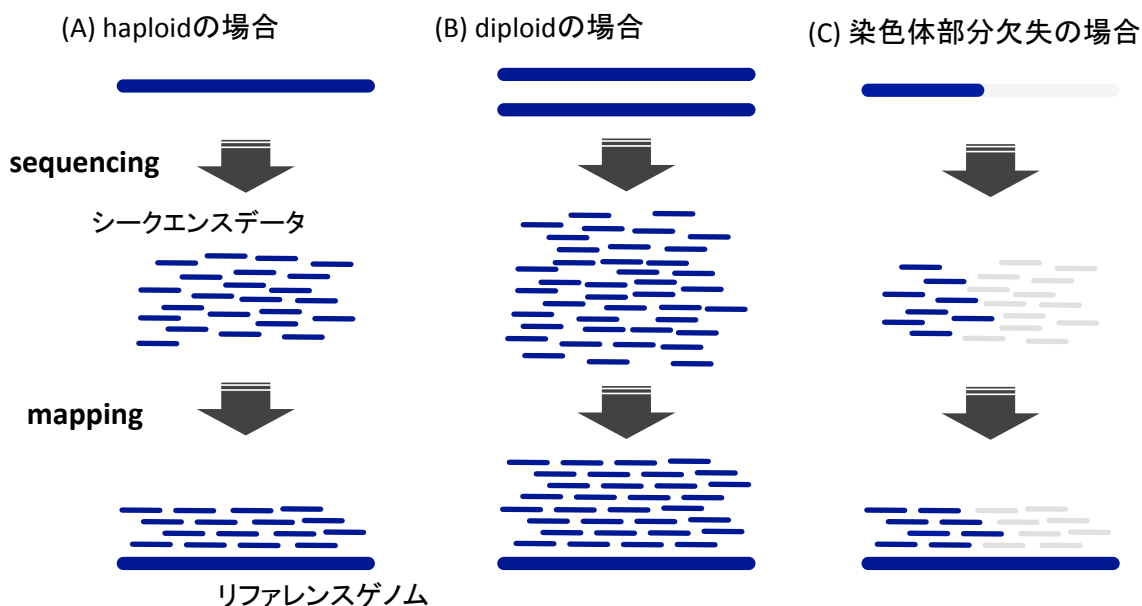 (A) haploidの場合
(B) diploidの場合
(C) 染色体部分欠失の場合
sequencing
シークエンスデータ
mapping
リファレンスゲノム